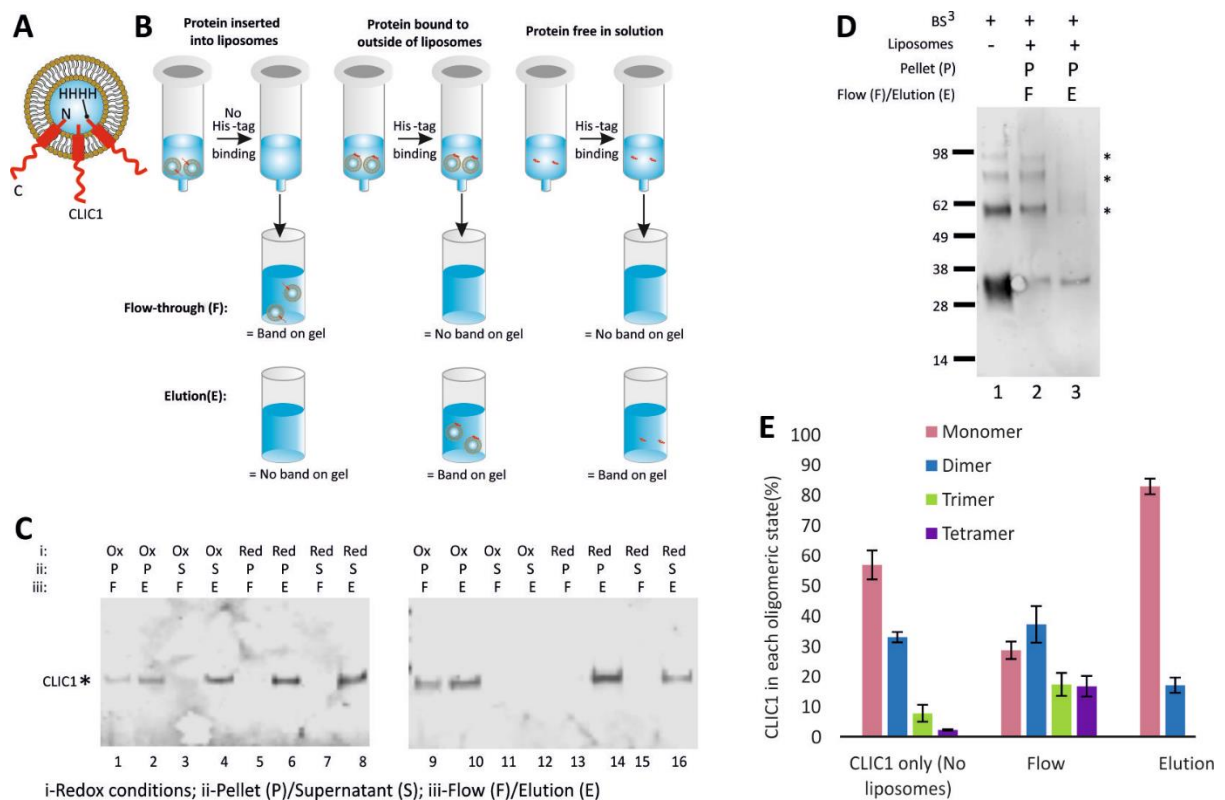 A
HHHH
N
C
CLIC1
B
Protein inserted
into liposomes
Protein bound to
outside of liposomes
Protein free in solution
No
His -tag
binding
His-tag
binding
His-tag
binding
Flow-through (F):
= Band on gel
= No band on gel
= No band on gel
Elution(E):
= No band on gel
= Band on gel
= Band on gel
C
i: Ox Ox Ox Ox Red Red Red Red Ox Ox Ox Ox Red Red Red Red
ii: P P S S P P S S P P S S P P S S
iii: F E F E F E F E F E F E F E F E
CLIC1*
1 2 3 4 5 6 7 8 9 10 11 12 13 14 15 16
i-Redox conditions; ii-Pellet (P)/Supernatant (S); iii-Flow (F)/Elution (E)
D
BS3 + + +
Liposomes - + +
Pellet (P) P P
Flow (F)/Elution (E) F E
98 *
*
62 *
49
38
28
14
1 2 3
E
CLIC1 in each oligomeric state(%)
100
90
80
70
60
50
40
30
20
10
0
Monomer
Dimer
Trimer
Tetramer
CLIC1 only (No
liposomes)
Flow
Elution